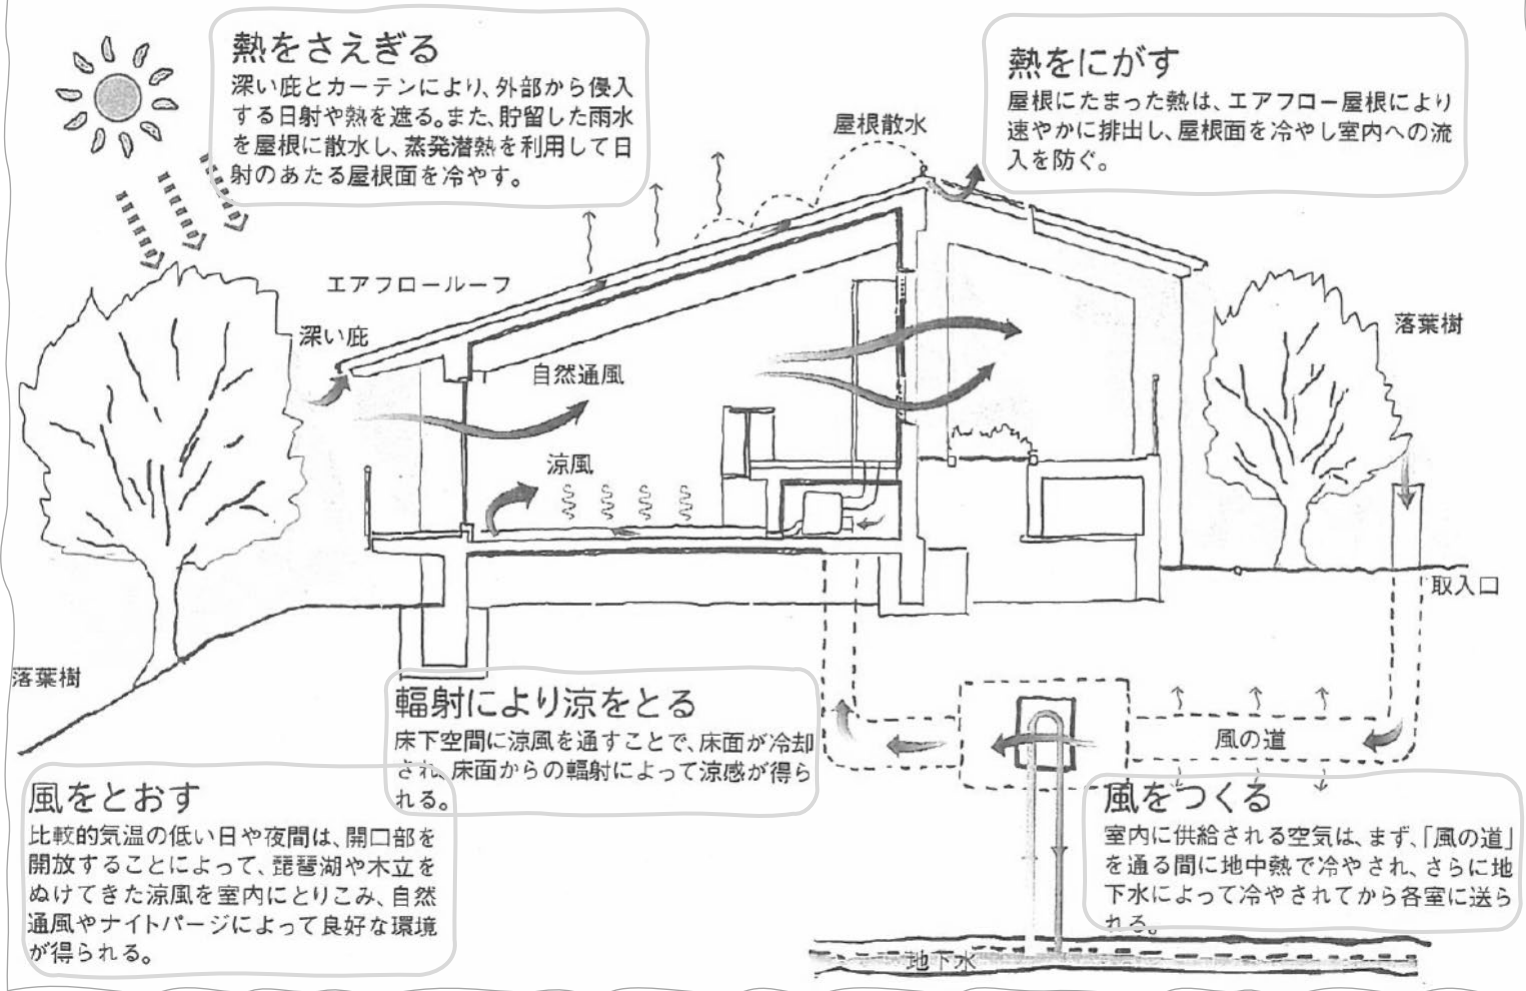 熱をさえぎる
深い庇とカーテンにより、外部から侵入
する日射や熱を遮る。また、貯留した雨水
を屋根に散水し、蒸発潜熱を利用して日
射のあたる屋根面を冷やす。
熱をにがす
屋根にたまった熱は、エアフロー屋根により
速やかに排出し、屋根面を冷やし室内への流
入を防ぐ。
屋根散水
エアフロールーフ
深い庇
落葉樹
自然通風
涼風
取入口
落葉樹
輻射により涼をとる
床下空間に涼風を通すことで、床面が冷却
され、床面からの輻射によって涼感が得ら
れる。
風の道
風をとおす
比較的気温の低い日や夜間は、開口部を
開放することによって、琵琶湖や木立を
ぬけてきた涼風を室内にとりこみ、自然
通風やナイトパージによって良好な環境
が得られる。
風をつくる
室内に供給される空気は、まず、「風の道」
を通る間に地中熱で冷やされ、さらに地
下水によって冷やされてから各室に送ら
れる。
地下水